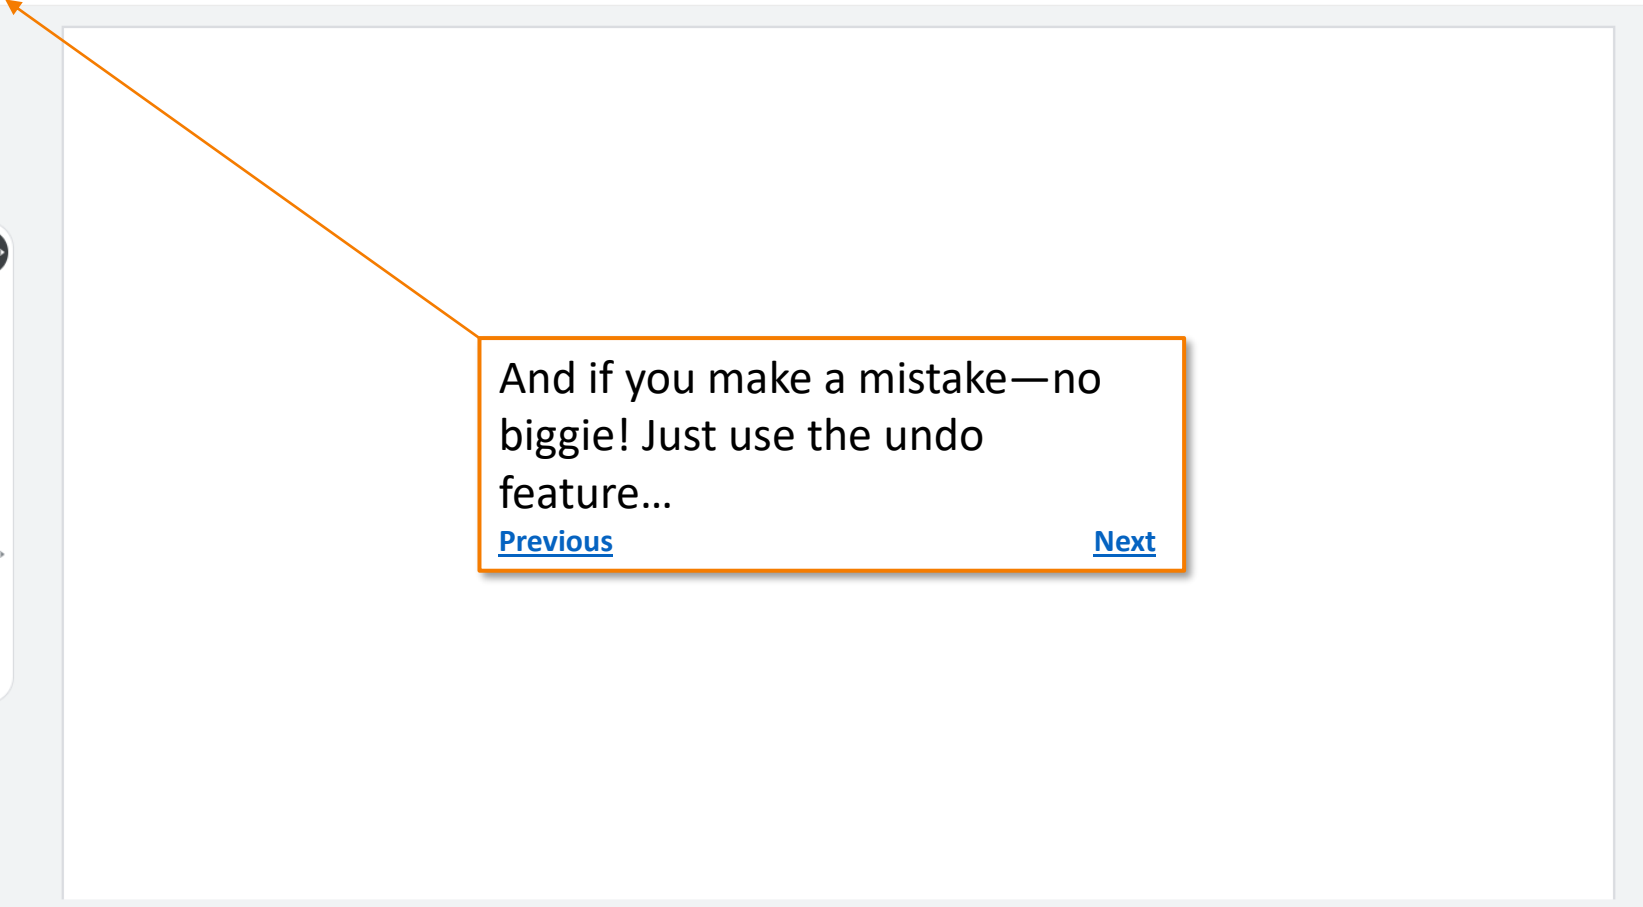 And if you make a mistake—no
biggie! Just use the undo
feature…
Previous Next